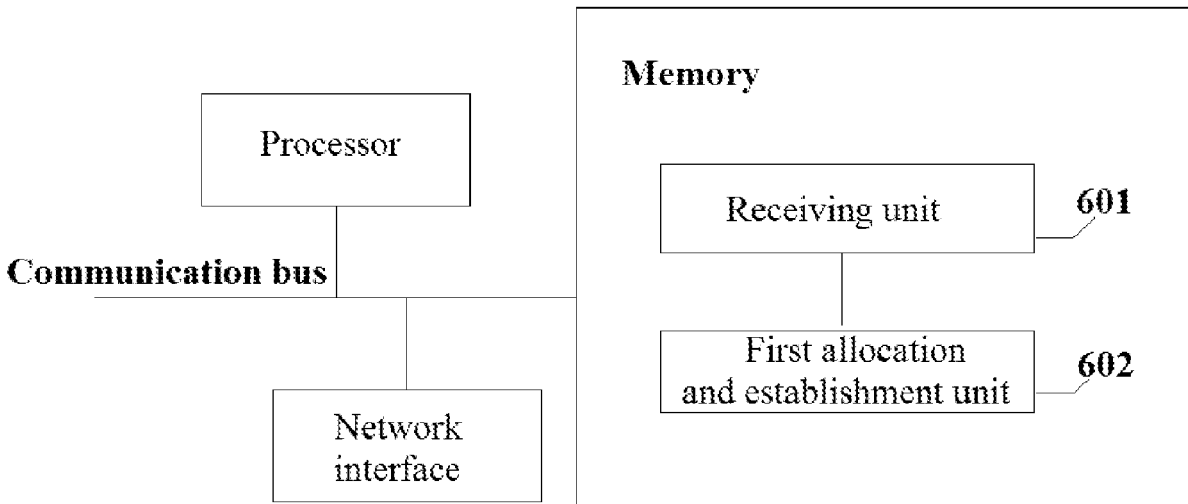 Memory
Processor
Receiving unit
601
Communication bus
First allocation
and establishment unit
602
Network
interface